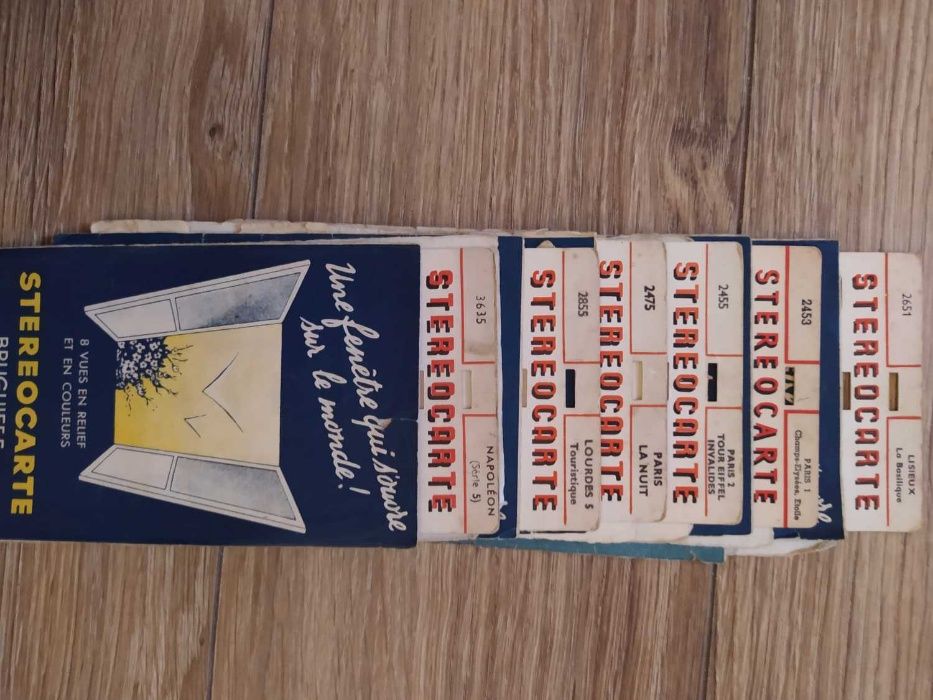 Une fenêtre qui s'ouvre
sur le monde!
8 VUES EN RELIEF
ET EN COULEURS
STEREOCARTE
BRUGUIERE
3635
STEREOCARTE
NAPOLÉON
(Série 5)
2855
STEREOCARTE
LOURDES 5
Touristique
2475
STEREOCARTE
PARIS
LA NUIT
2455
STEREOCARTE
PARIS 2
TOUR EIFFEL
INVALIDES
2453
STEREOCARTE
PARIS 1
Champs-Elysées, Etoile
2651
STEREOCARTE
LISIEUX
La Basilique